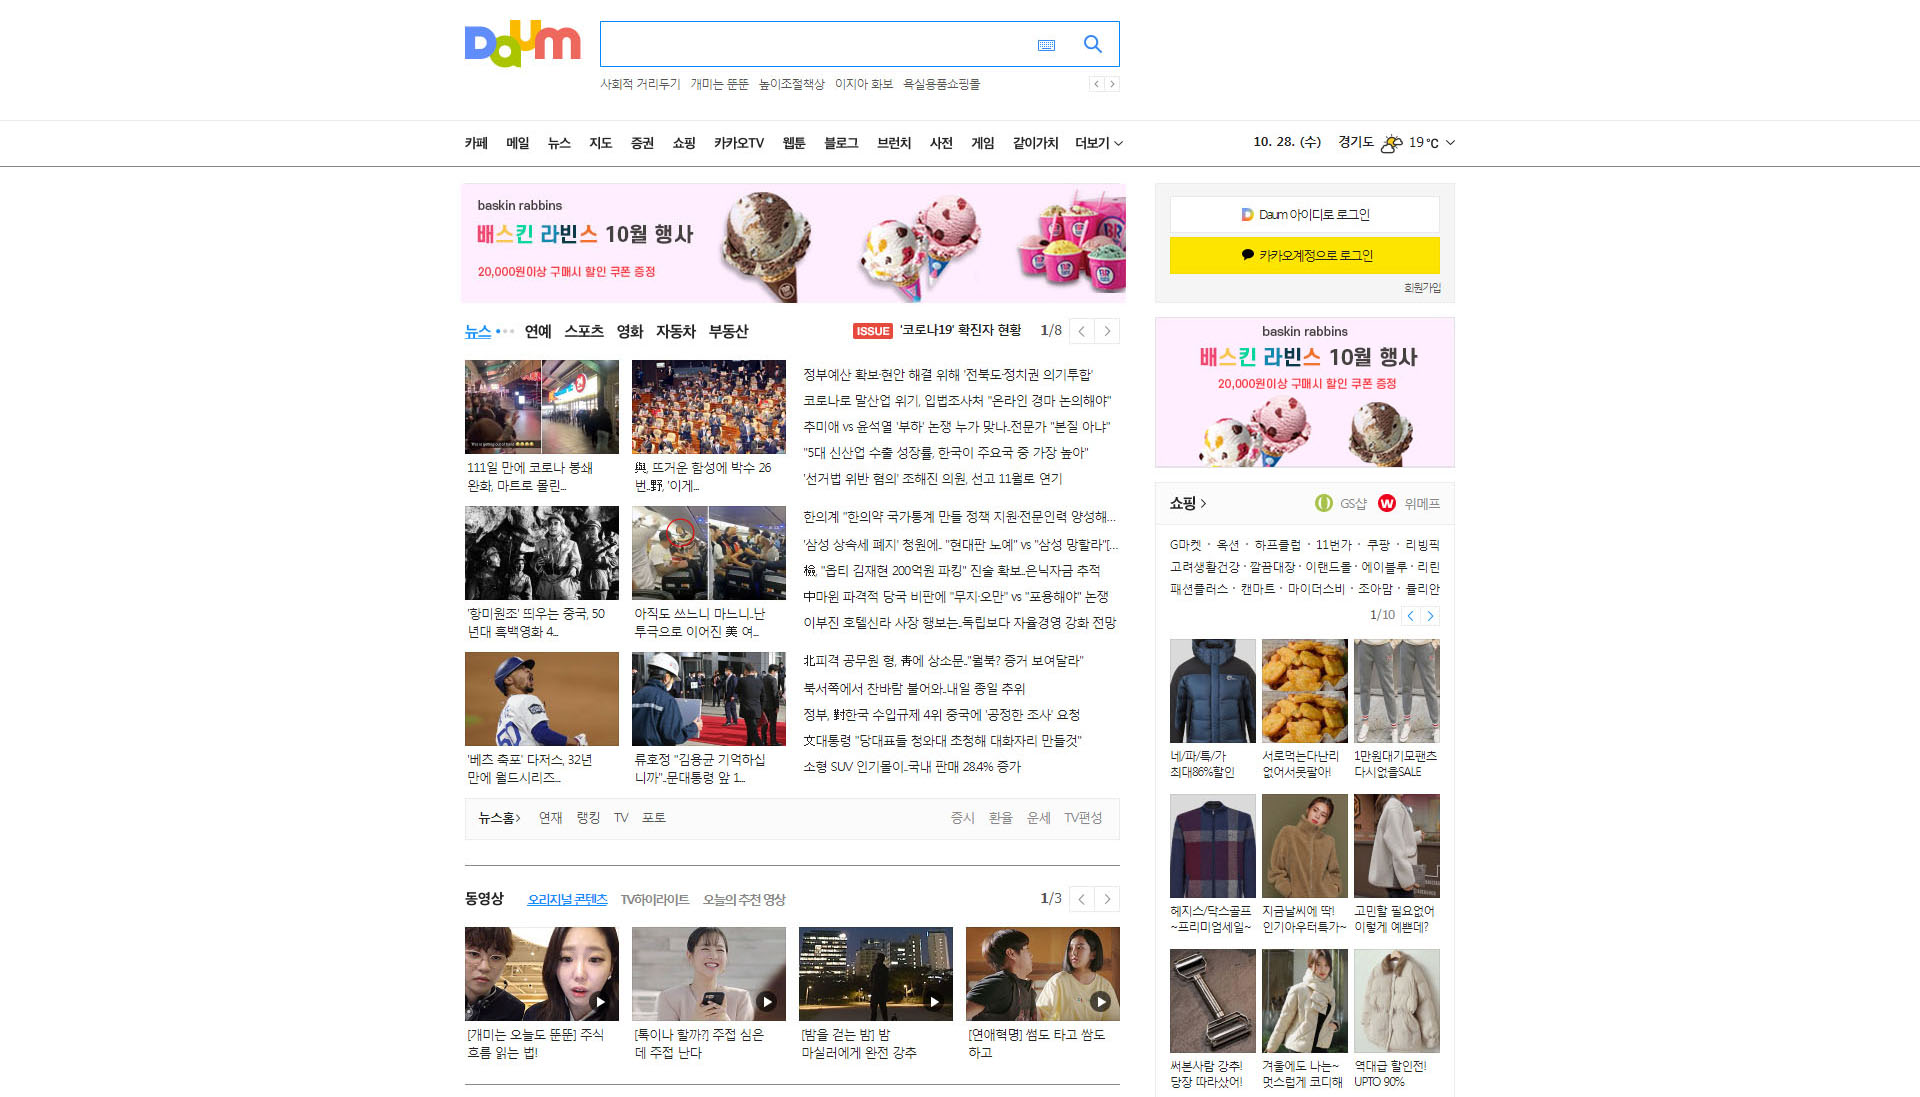 Daum
사회적 거리두기 개미는 뚠뚠 높이조절책상 이지아 화보 욕실용품쇼핑몰
카페 메일 뉴스 지도 증권 쇼핑 카카오TV 웹툰 블로그 브런치 사전 게임 같이가치 더보기
10. 28. (수) 경기도 19 ℃
baskin rabbins
배스킨 라빈스 10월 행사
20,000원이상 구매시 할인 쿠폰 증정
Daum 아이디로 로그인
카카오계정으로 로그인
회원가입
뉴스 연예 스포츠 영화 자동차 부동산
ISSUE '코로나19' 확진자 현황 1/8
111일 만에 코로나 봉쇄
완화, 마트로 몰린...
與, 뜨거운 함성에 박수 26
번..野, '이게...
'항미원조' 띄우는 중국, 50
년대 흑백영화 4...
아직도 쓰느니 마느니..난
투극으로 이어진 美 여...
'베츠 축포' 다저스, 32년
만에 월드시리즈...
류호정 "김용균 기억하십
니까"..문대통령 앞 1...
정부예산 확보·현안 해결 위해 '전북도·정치권 의기투합'
코로나로 말산업 위기, 입법조사처 "온라인 경마 논의해야"
추미애 vs 윤석열 '부하' 논쟁 누가 맞나..전문가 "본질 아냐"
"5대 신산업 수출 성장률, 한국이 주요국 중 가장 높아"
'선거법 위반 혐의' 조해진 의원, 선고 11월로 연기
한의계 "한의약 국가통계 만들 정책 지원·전문인력 양성해...
'삼성 상속세 폐지' 청원에.. "현대판 노예" vs "삼성 망할라"[...
檢, "옵티 김재현 200억원 파킹" 진술 확보..은닉자금 추적
中마윈 파격적 당국 비판에 "무지·오만" vs "포용해야" 논쟁
이부진 호텔신라 사장 행보는..독립보다 자율경영 강화 전망
北피격 공무원 형, 靑에 상소문.."월북? 증거 보여달라"
북서쪽에서 찬바람 불어와..내일 종일 추위
정부, 對한국 수입규제 4위 중국에 '공정한 조사' 요청
文대통령 "당대표들 청와대 초청해 대화자리 만들것"
소형 SUV 인기몰이..국내 판매 28.4% 증가
뉴스홈 연재 랭킹 TV 포토
증시 환율 운세 TV편성
동영상 오리지널 콘텐츠 TV하이라이트 오늘의 추천 영상 1/3
[개미는 오늘도 뚠뚠] 주식
흐름 읽는 법!
[톡이나 할까?] 주접 심은
데 주접 난다
[밤을 걷는 밤] 밤
마실러에게 완전 강추
[연애혁명] 썸도 타고 쌈도
하고
baskin rabbins
배스킨 라빈스 10월 행사
20,000원이상 구매시 할인 쿠폰 증정
쇼핑 GS샵 위메프
G마켓 · 옥션 · 하프클럽 · 11번가 · 쿠팡 · 리빙픽
고려생활건강 · 깔끔대장 · 이랜드몰 · 에이블루 · 리린
패션플러스 · 캔마트 · 마이더스비 · 조아맘 · 율리안
1/10
네/파/특/가
최대86%할인
서로먹는다난리
없어서못팔아!
1만원대기모팬츠
다시없을SALE
헤지스/닥스골프
~프리미엄세일~
지금날씨에 딱!
인기아우터특가~
고민할 필요없어
이렇게 예쁜데?
써본사람 강추!
당장 따라샀어!
겨울에도 나는~
멋스럽게 코디해
역대급 할인전!
UPTO 90%